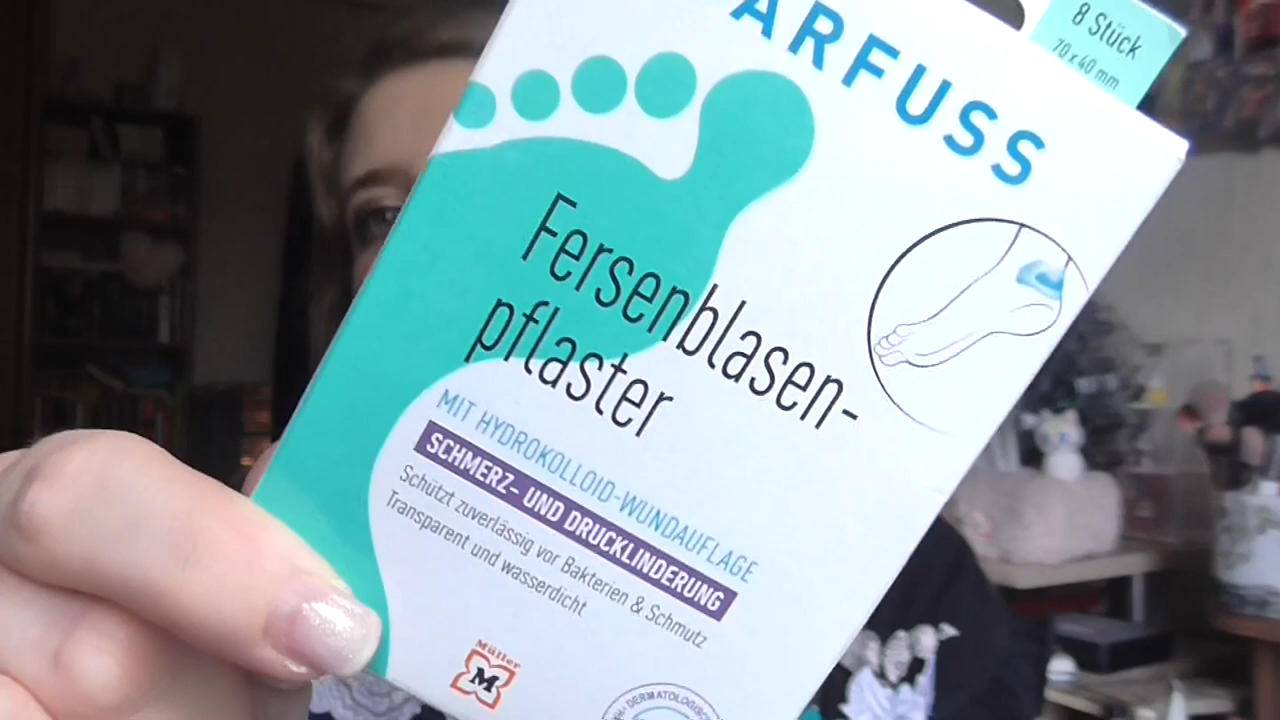 ARFUSS
8 Stück
70 x 40 mm
Fersenblasen-
pflaster
MIT HYDROKOLLOID-WUNDAUFLAGE
SCHMERZ- UND DRUCKLINDERUNG
Schützt zuverlässig vor Bakterien & Schmutz
Transparent und wasserdicht
Müller
M